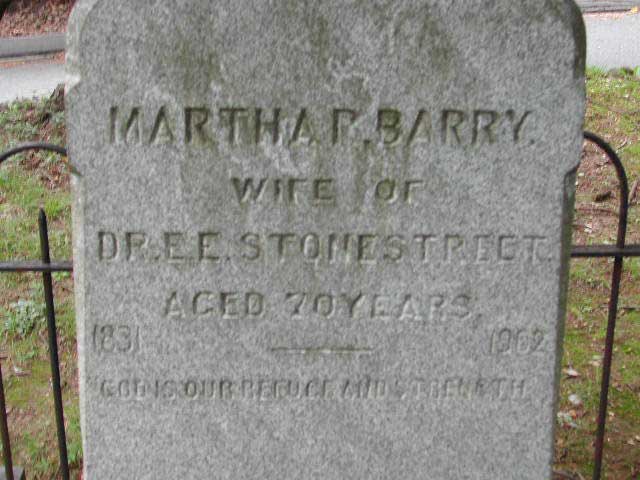 MARTHA R. BARRY.
WIFE OF
DR. E. E. STONESTREET.
AGED 70 YEARS.
1831 1902
"GOD IS OUR REFUGE AND STRENGTH."